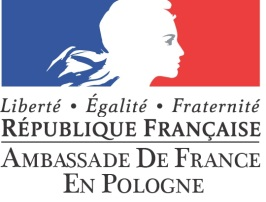 Liberté • Égalité • Fraternité
RÉPUBLIQUE FRANÇAISE
AMBASSADE DE FRANCE
EN POLOGNE